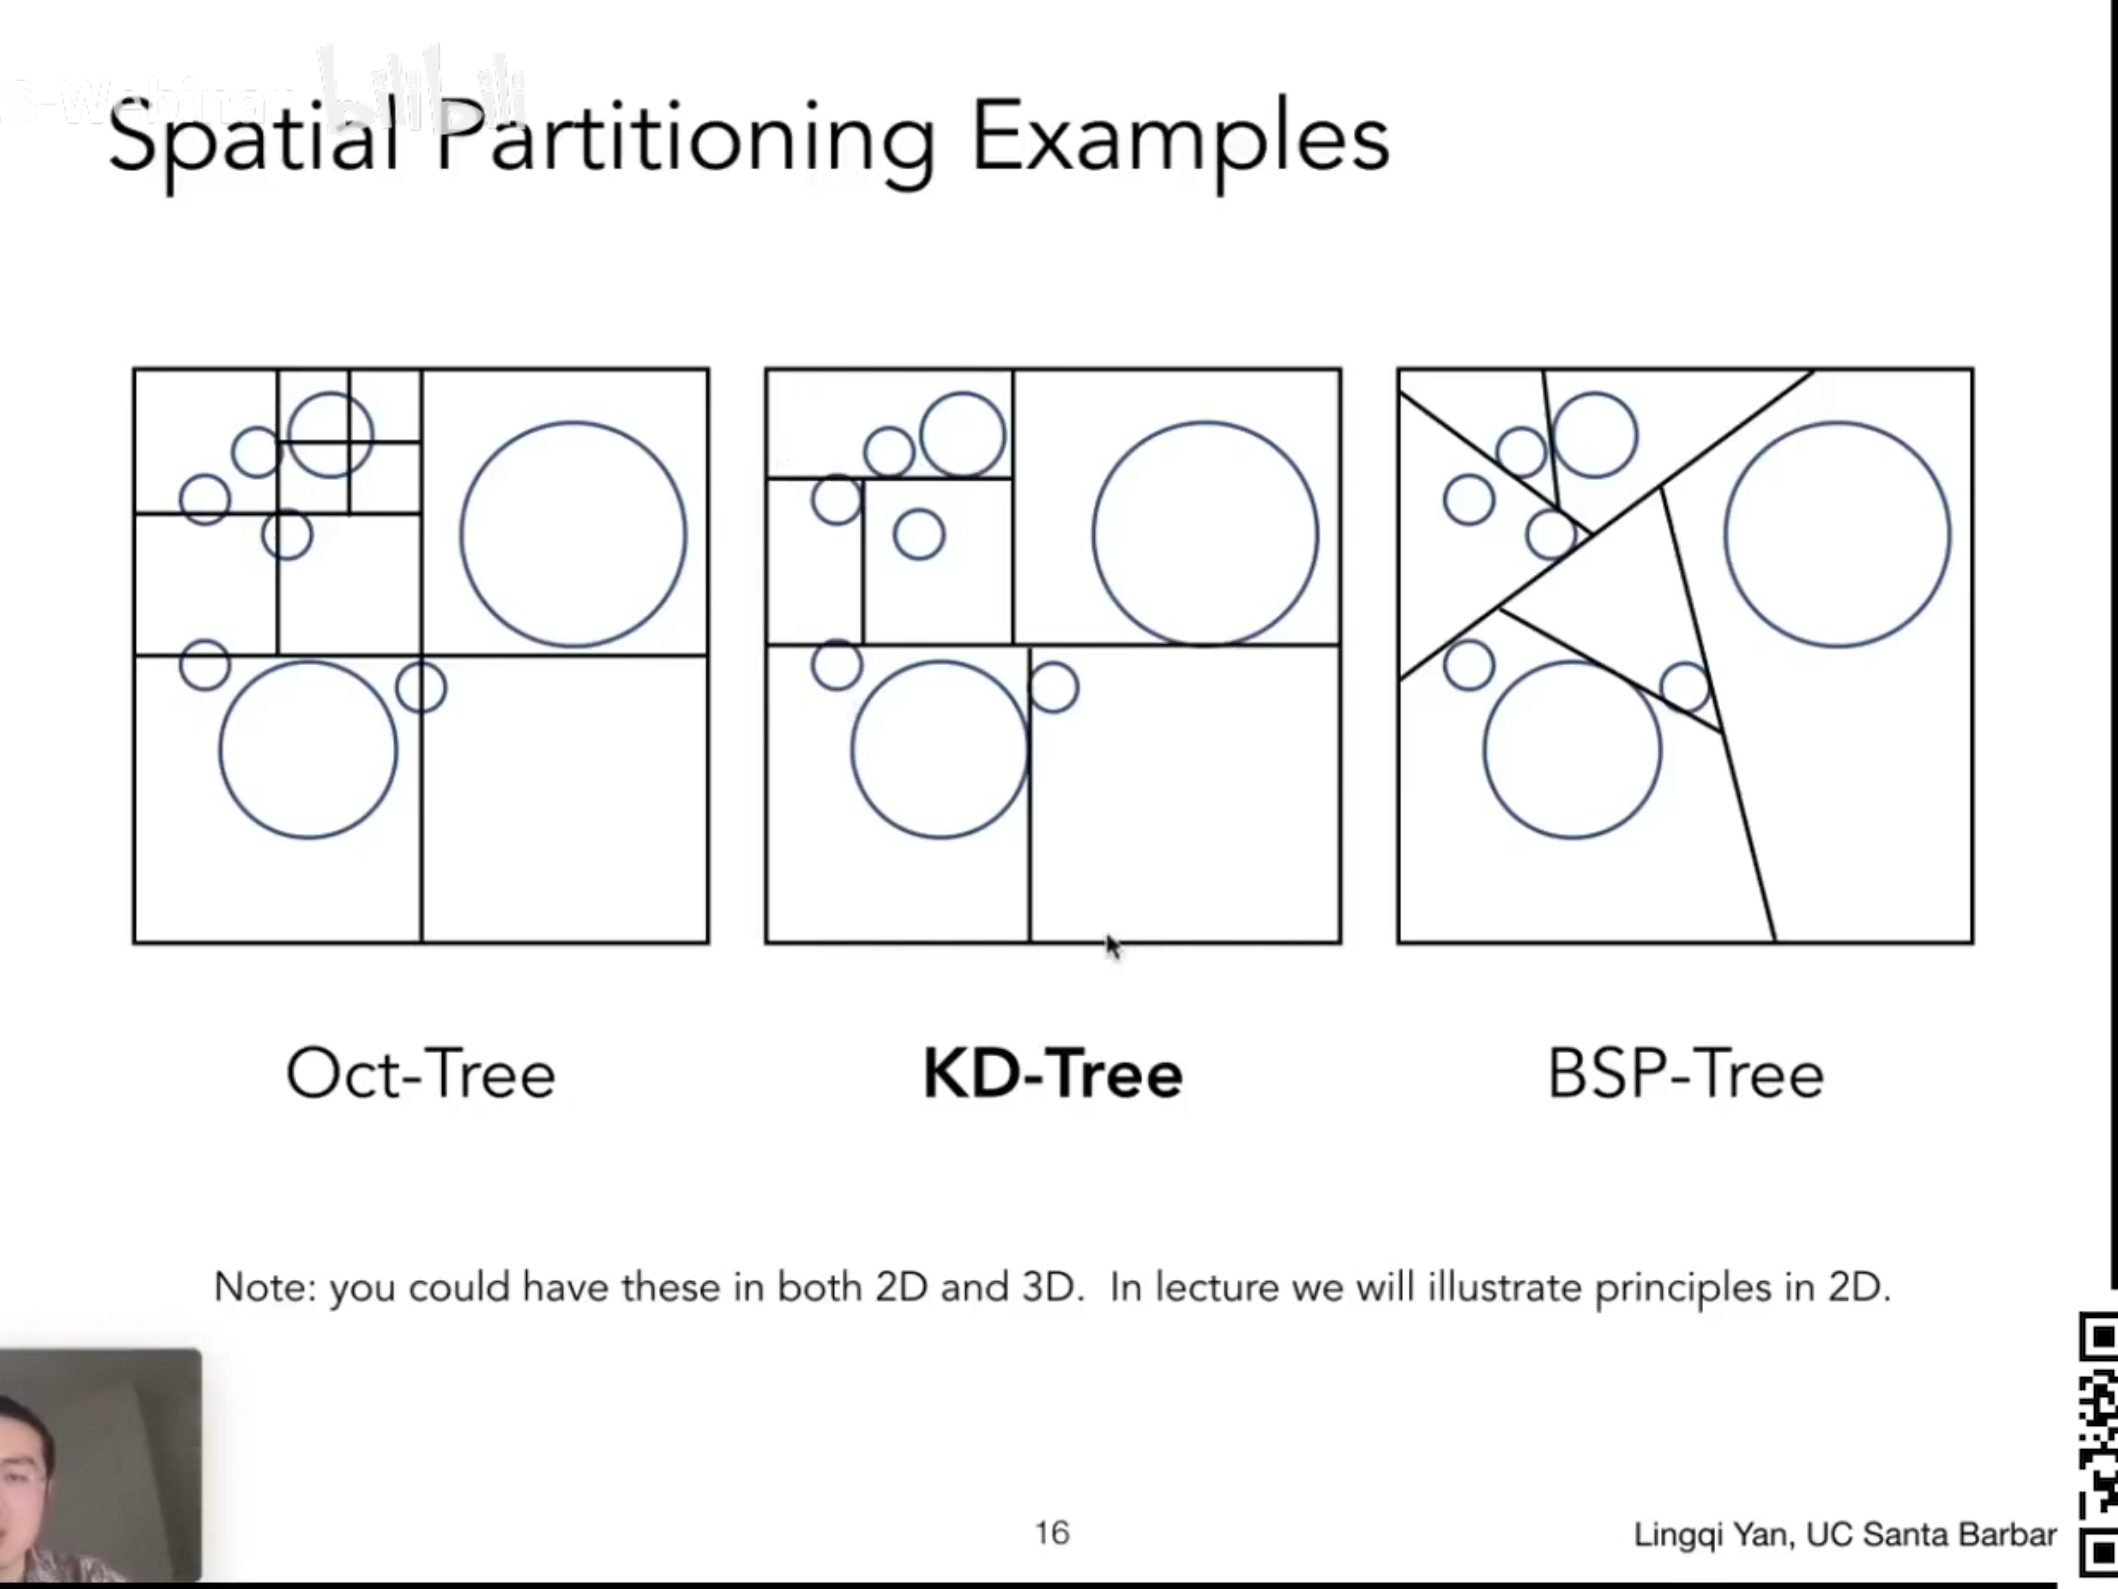 S-Webinar bilibili
Spatial Partitioning Examples
Oct-Tree KD-Tree BSP-Tree
Note: you could have these in both 2D and 3D. In lecture we will illustrate principles in 2D.
16
Lingqi Yan, UC Santa Barbar